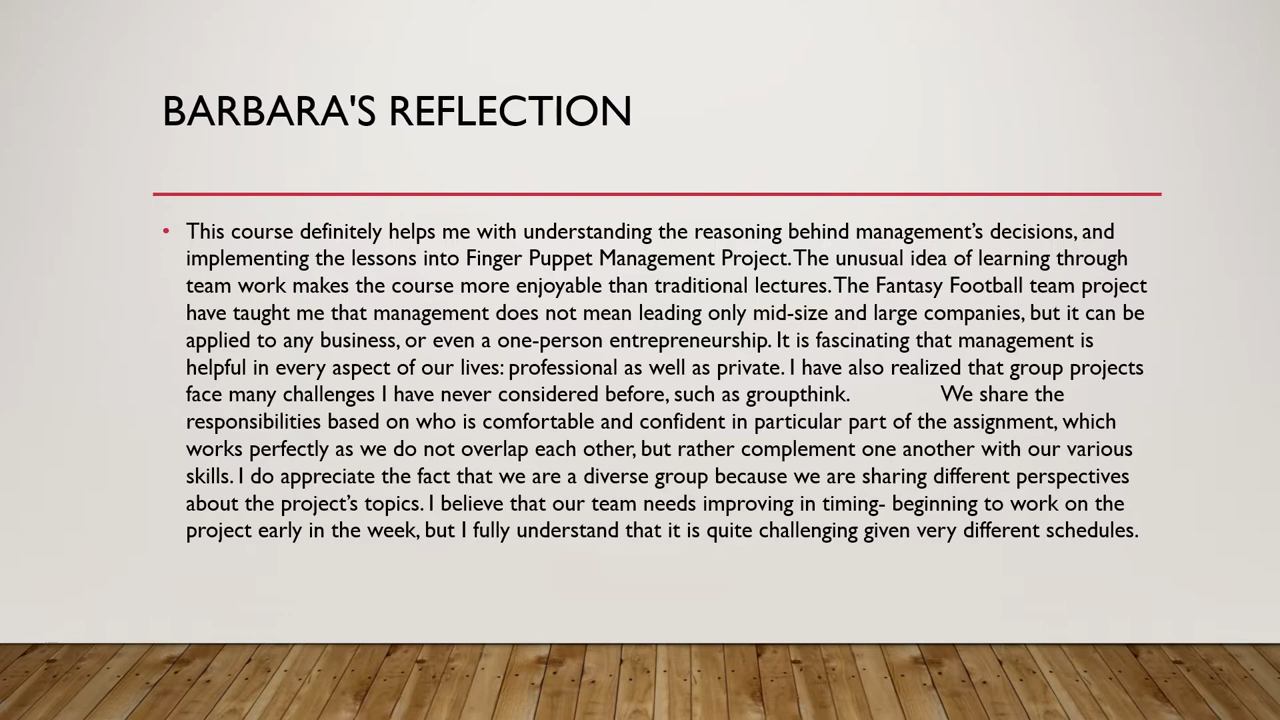 BARBARA'S REFLECTION
• This course definitely helps me with understanding the reasoning behind management’s decisions, and
implementing the lessons into Finger Puppet Management Project. The unusual idea of learning through
team work makes the course more enjoyable than traditional lectures. The Fantasy Football team project
have taught me that management does not mean leading only mid-size and large companies, but it can be
applied to any business, or even a one-person entrepreneurship. It is fascinating that management is
helpful in every aspect of our lives: professional as well as private. I have also realized that group projects
face many challenges I have never considered before, such as groupthink. We share the
responsibilities based on who is comfortable and confident in particular part of the assignment, which
works perfectly as we do not overlap each other, but rather complement one another with our various
skills. I do appreciate the fact that we are a diverse group because we are sharing different perspectives
about the project’s topics. I believe that our team needs improving in timing- beginning to work on the
project early in the week, but I fully understand that it is quite challenging given very different schedules.